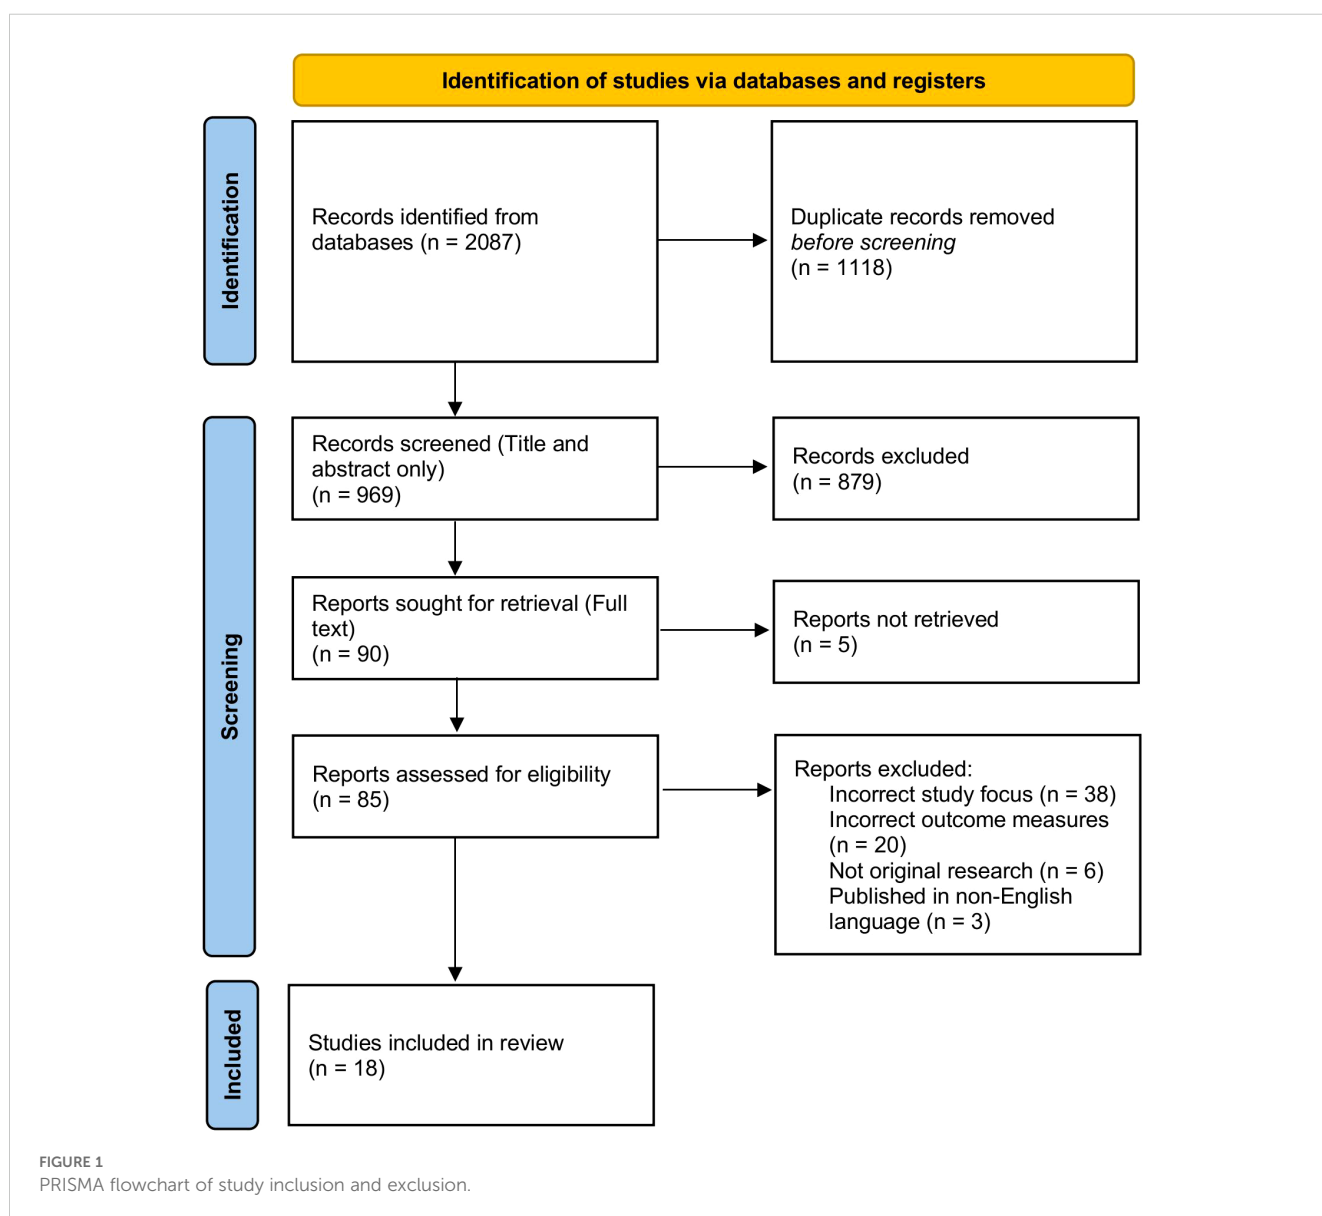 Identification of studies via databases and registers
Identification
Records identified from
databases (n = 2087)
Duplicate records removed
before screening
(n = 1118)
Screening
Records screened (Title and
abstract only)
(n = 969)
Records excluded
(n = 879)
Reports sought for retrieval (Full
text)
(n = 90)
Reports not retrieved
(n = 5)
Reports assessed for eligibility
(n = 85)
Reports excluded:
Incorrect study focus (n = 38)
Incorrect outcome measures
(n = 20)
Not original research (n = 6)
Published in non-English
language (n = 3)
Included
Studies included in review
(n = 18)
FIGURE 1
PRISMA flowchart of study inclusion and exclusion.